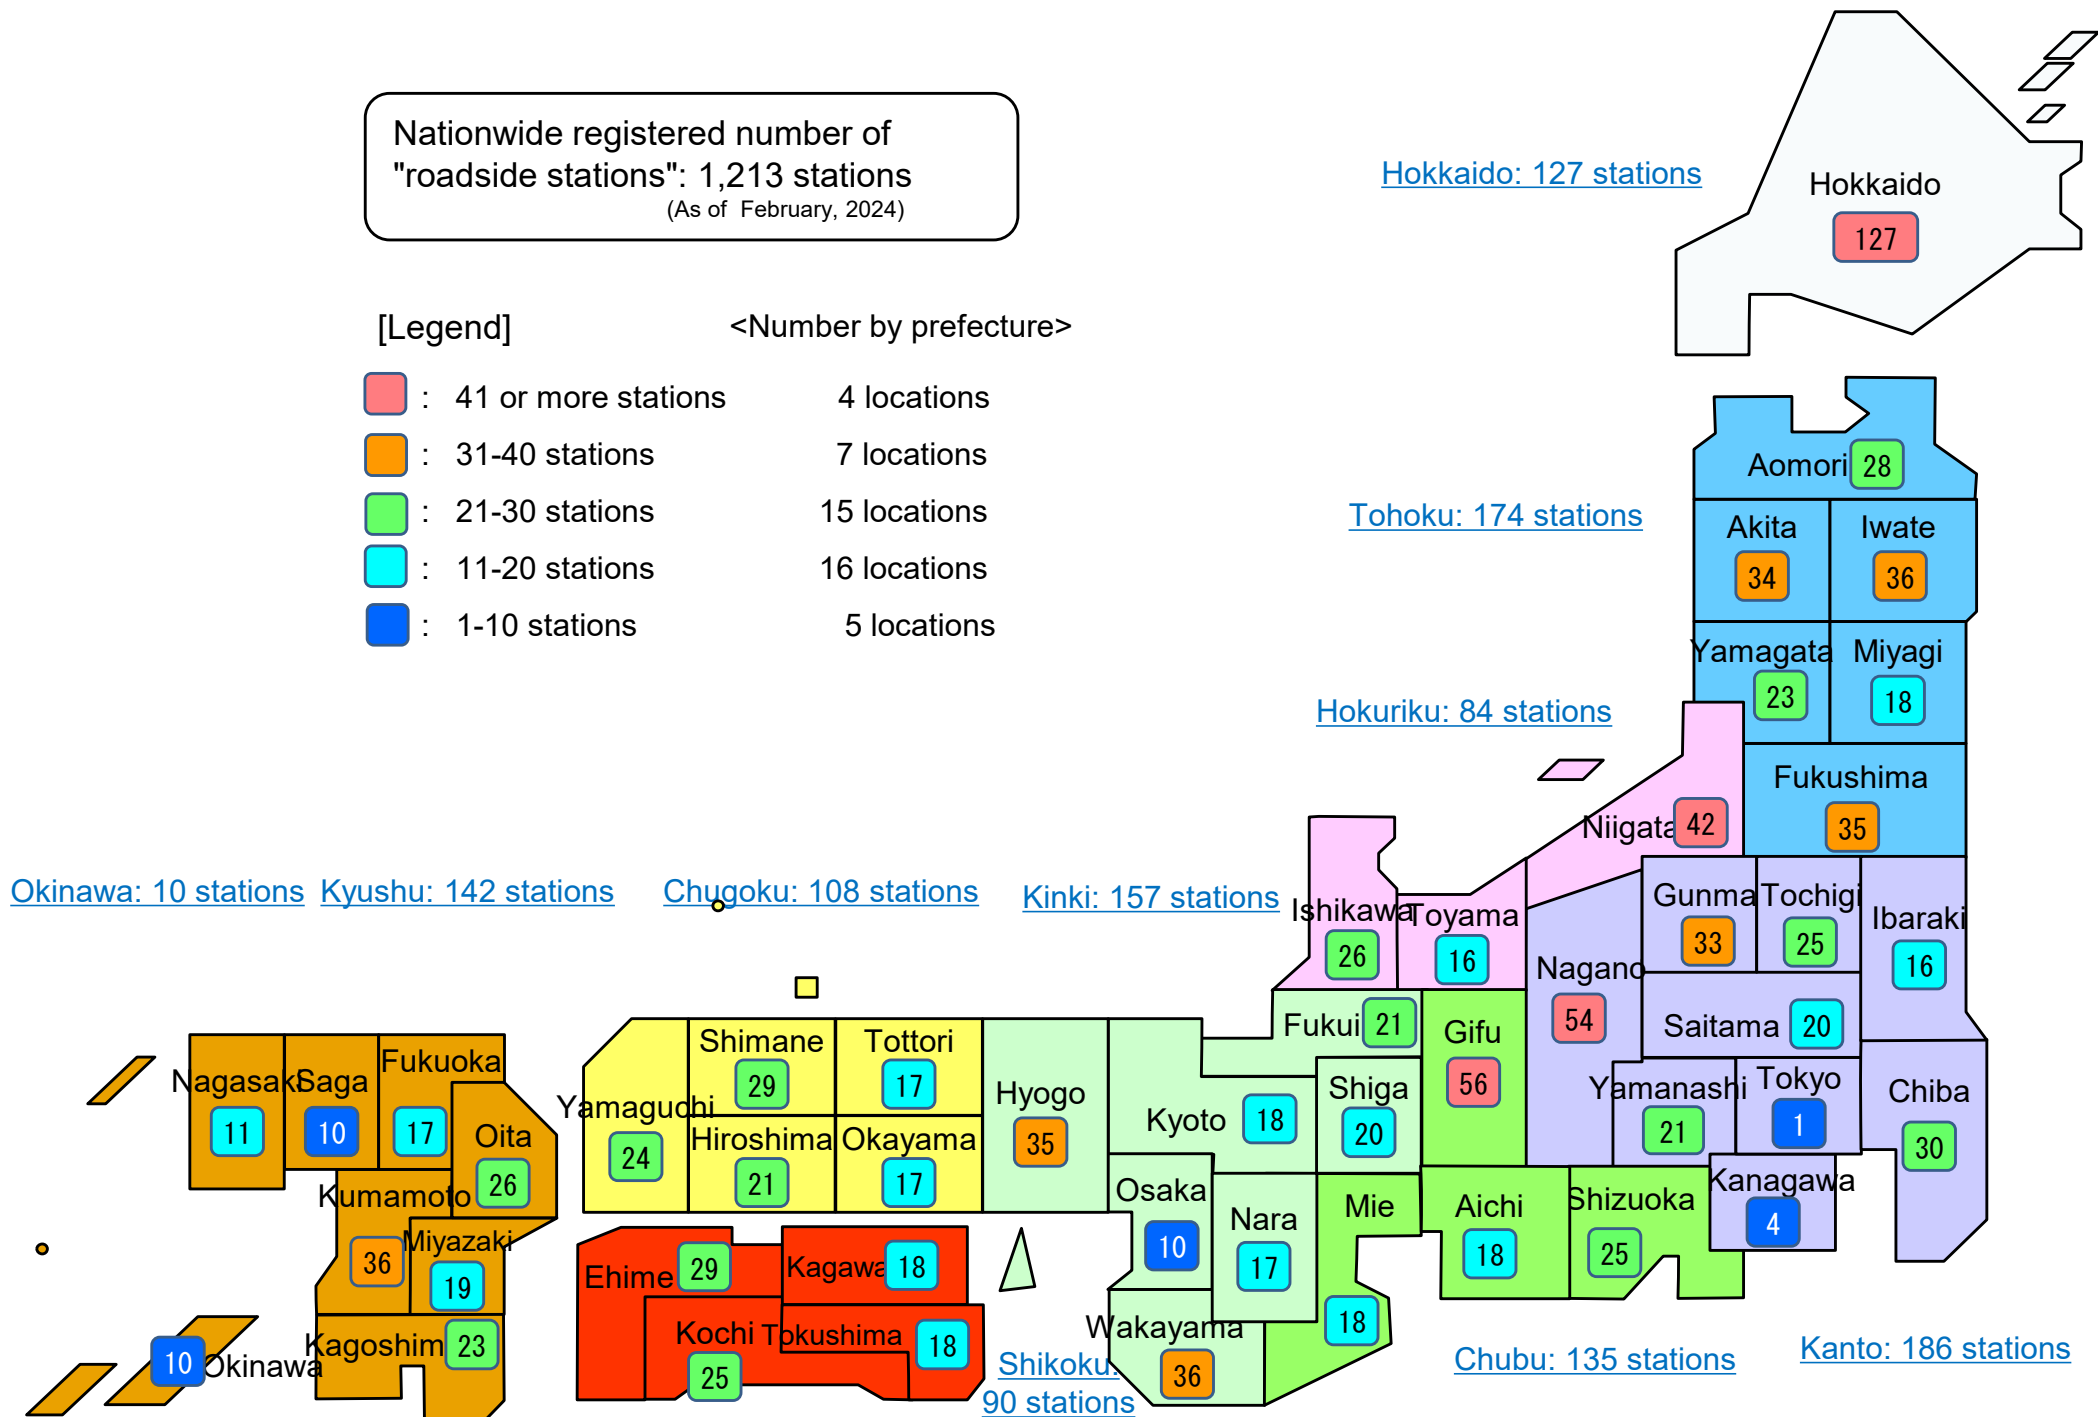 Nationwide registered number of
"roadside stations": 1,213 stations
(As of February, 2024)
[Legend] <Number by prefecture>
: 41 or more stations 4 locations
: 31-40 stations 7 locations
: 21-30 stations 15 locations
: 11-20 stations 16 locations
: 1-10 stations 5 locations
Hokkaido: 127 stations
Hokkaido
127
Tohoku: 174 stations
Aomori 28
Akita
34
Iwate
36
Yamagata
23
Miyagi
18
Fukushima
35
Hokuriku: 84 stations
Niigata 42
Ishikawa
26
Toyama
16
Gunma
33
Tochigi
25
Ibaraki
16
Nagano
54
Saitama 20
Yamanashi
21
Tokyo
1
Chiba
30
Kanagawa
4
Kanto: 186 stations
Gifu
56
Mie
18
Aichi
18
Shizuoka
25
Chubu: 135 stations
Kinki: 157 stations
Fukui 21
Shiga
20
Kyoto 18
Hyogo
35
Osaka
10
Nara
17
Wakayama
36
Chugoku: 108 stations
Shimane
29
Tottori
17
Yamaguchi
24
Hiroshima
21
Okayama
17
Shikoku:
90 stations
Ehime 29
Kagawa 18
Kochi
25
Tokushima 18
Kyushu: 142 stations
Nagasaki
11
Saga
10
Fukuoka
17
Oita
26
Kumamoto
36
Miyazaki
19
Kagoshim 23
Okinawa: 10 stations
10 Okinawa